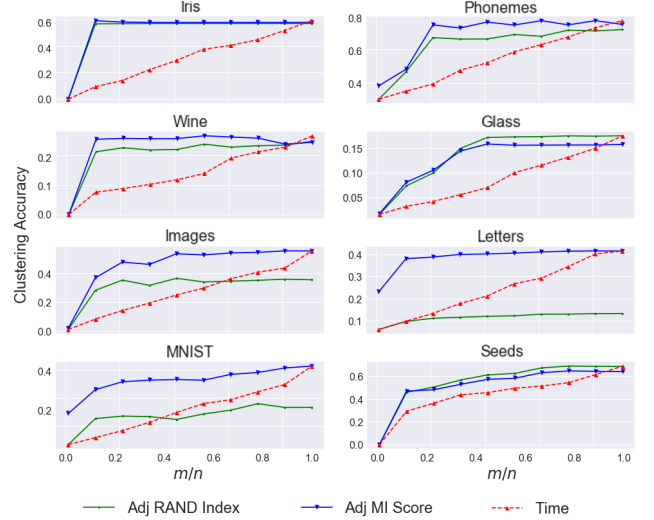 Iris
0.6
0.4
0.2
0.0
Phonemes
0.8
0.6
0.4
Wine
0.2
0.1
0.0
Glass
0.15
0.10
0.05
Clustering Accuracy
Images
0.4
0.2
0.0
Letters
0.4
0.3
0.2
0.1
MNIST
0.4
0.2
0.0 0.2 0.4 0.6 0.8 1.0
m/n
Seeds
0.6
0.4
0.2
0.0
0.0 0.2 0.4 0.6 0.8 1.0
m/n
Adj RAND Index Adj MI Score Time